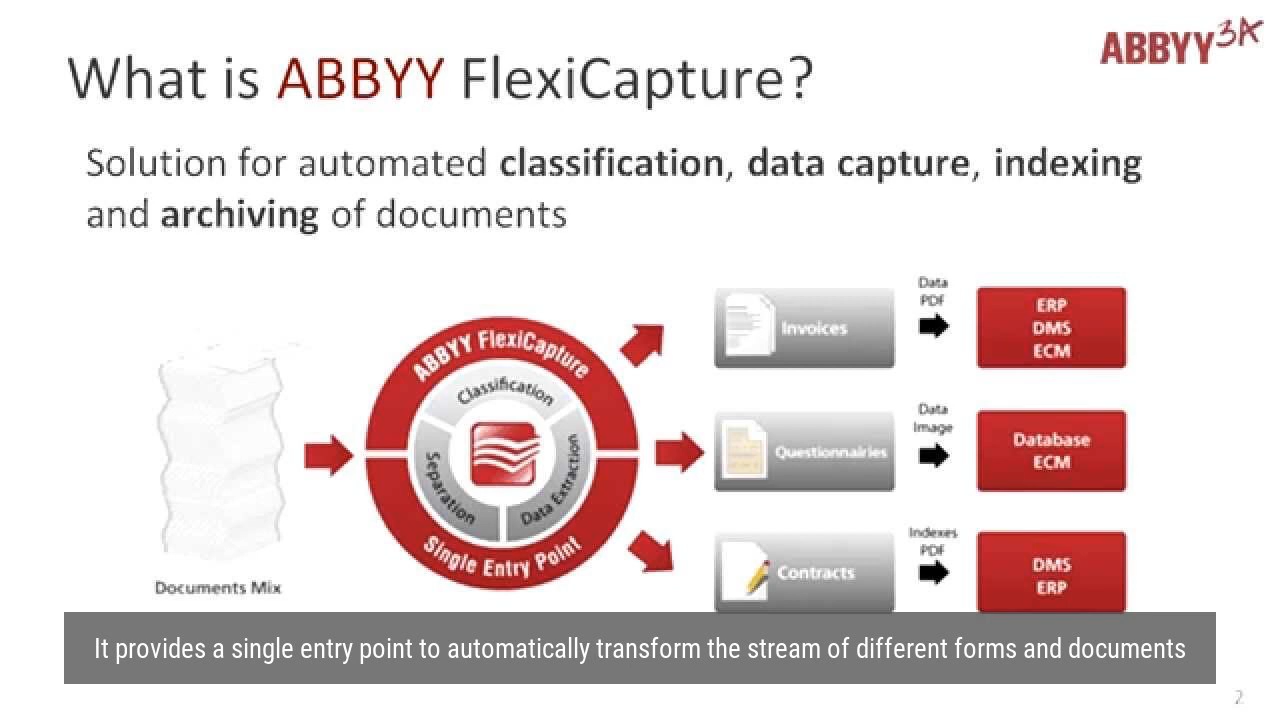 ABBYY 3A
What is ABBYY FlexiCapture?
Solution for automated classification, data capture, indexing
and archiving of documents
Documents Mix
ABBYY FlexiCapture
Classification
Separation
Data Extraction
Single Entry Point
Invoices
Data
PDF
ERP
DMS
ECM
Questionnairies
Data
Image
Database
ECM
Contracts
Indexes
PDF
DMS
ERP
It provides a single entry point to automatically transform the stream of different forms and documents
2